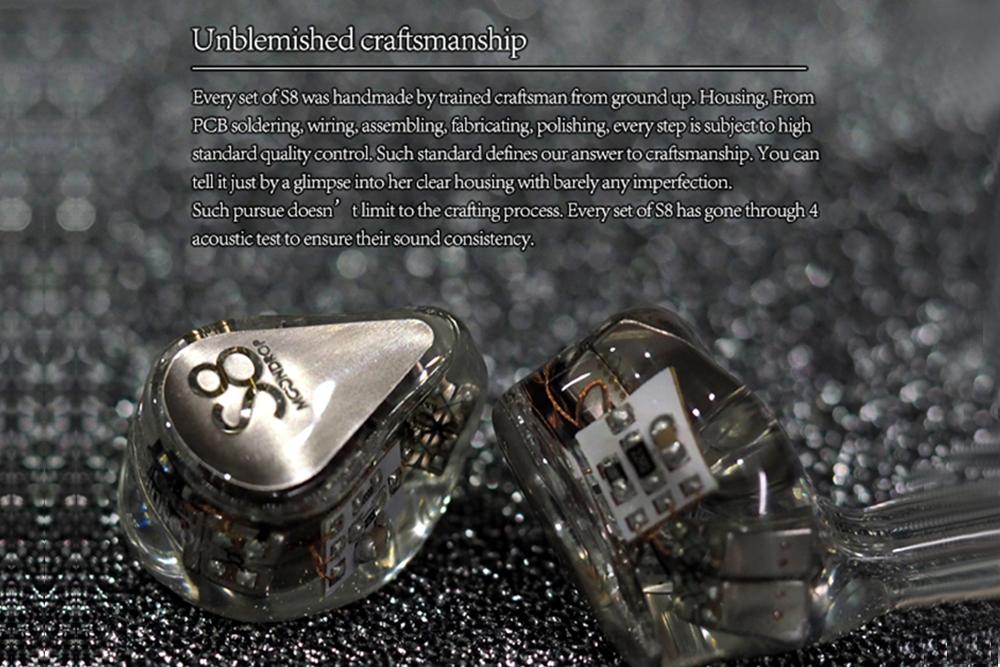 Unblemished craftsmanship
Every set of S8 was handmade by trained craftsman from ground up. Housing, From
PCB soldering, wiring, assembling, fabricating, polishing, every step is subject to high
standard quality control. Such standard defines our answer to craftsmanship. You can
tell it just by a glimpse into her clear housing with barely any imperfection.
Such pursue doesn’t limit to the crafting process. Every set of S8 has gone through 4
acoustic test to ensure their sound consistency.
S8
MOONDROP